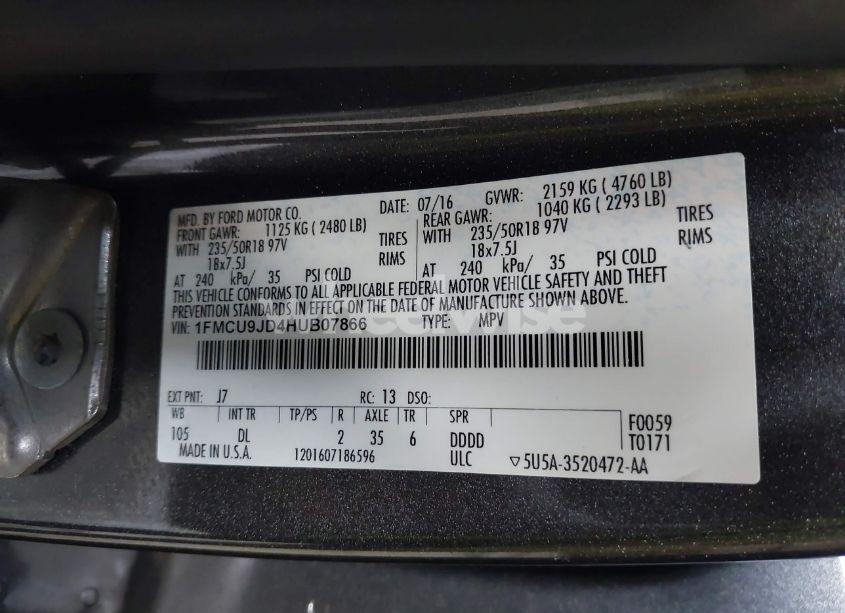 MFD. BY FORD MOTOR CO.
DATE: 07/16 GVWR: 2159 KG ( 4760 LB)
FRONT GAWR: 1125 KG ( 2480 LB)
WITH 235/50R18 97V TIRES
18x7.5J RIMS
AT 240 kPa/ 35 PSI COLD
REAR GAWR: 1040 KG ( 2293 LB)
WITH 235/50R18 97V TIRES
18x7.5J RIMS
AT 240 kPa/ 35 PSI COLD
THIS VEHICLE CONFORMS TO ALL APPLICABLE FEDERAL MOTOR VEHICLE SAFETY AND THEFT
PREVENTION STANDARDS IN EFFECT ON THE DATE OF MANUFACTURE SHOWN ABOVE.
VIN: 1FMCU9JD4HUB07866 TYPE: MPV
EXT PNT: J7 RC: 13 DSO:
WB INT TR TP/PS R AXLE TR SPR
105 DL 2 35 6 DDDD
F0059
T0171
MADE IN U.S.A. 1201607186596 ULC ▽5U5A-3520472-AA